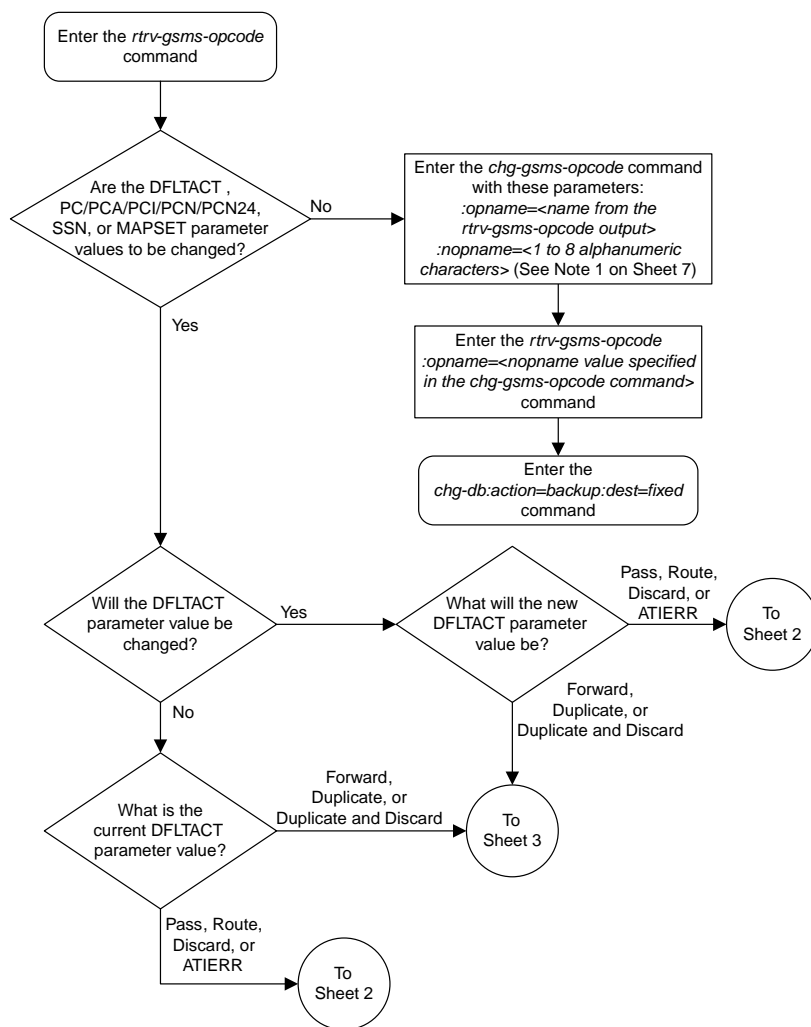 Enter the rtrv-gsms-opcode
command
Are the DFLTACT ,
PC/PCA/PCI/PCN/PCN24,
SSN, or MAPSET parameter
values to be changed?
No
Enter the chg-gsms-opcode command
with these parameters:
:opname=<name from the
rtrv-gsms-opcode output>
:nopname=<1 to 8 alphanumeric
characters> (See Note 1 on Sheet 7)
Yes
Enter the rtrv-gsms-opcode
:opname=<nopname value specified
in the chg-gsms-opcode command>
command
Enter the
chg-db:action=backup:dest=fixed
command
Will the DFLTACT
parameter value be
changed?
Yes
What will the new
DFLTACT parameter
value be?
Pass, Route,
Discard, or
ATIERR
To
Sheet 2
No
Forward,
Duplicate, or
Duplicate and Discard
What is the
current DFLTACT
parameter value?
Forward,
Duplicate, or
Duplicate and Discard
To
Sheet 3
Pass, Route,
Discard, or
ATIERR
To
Sheet 2